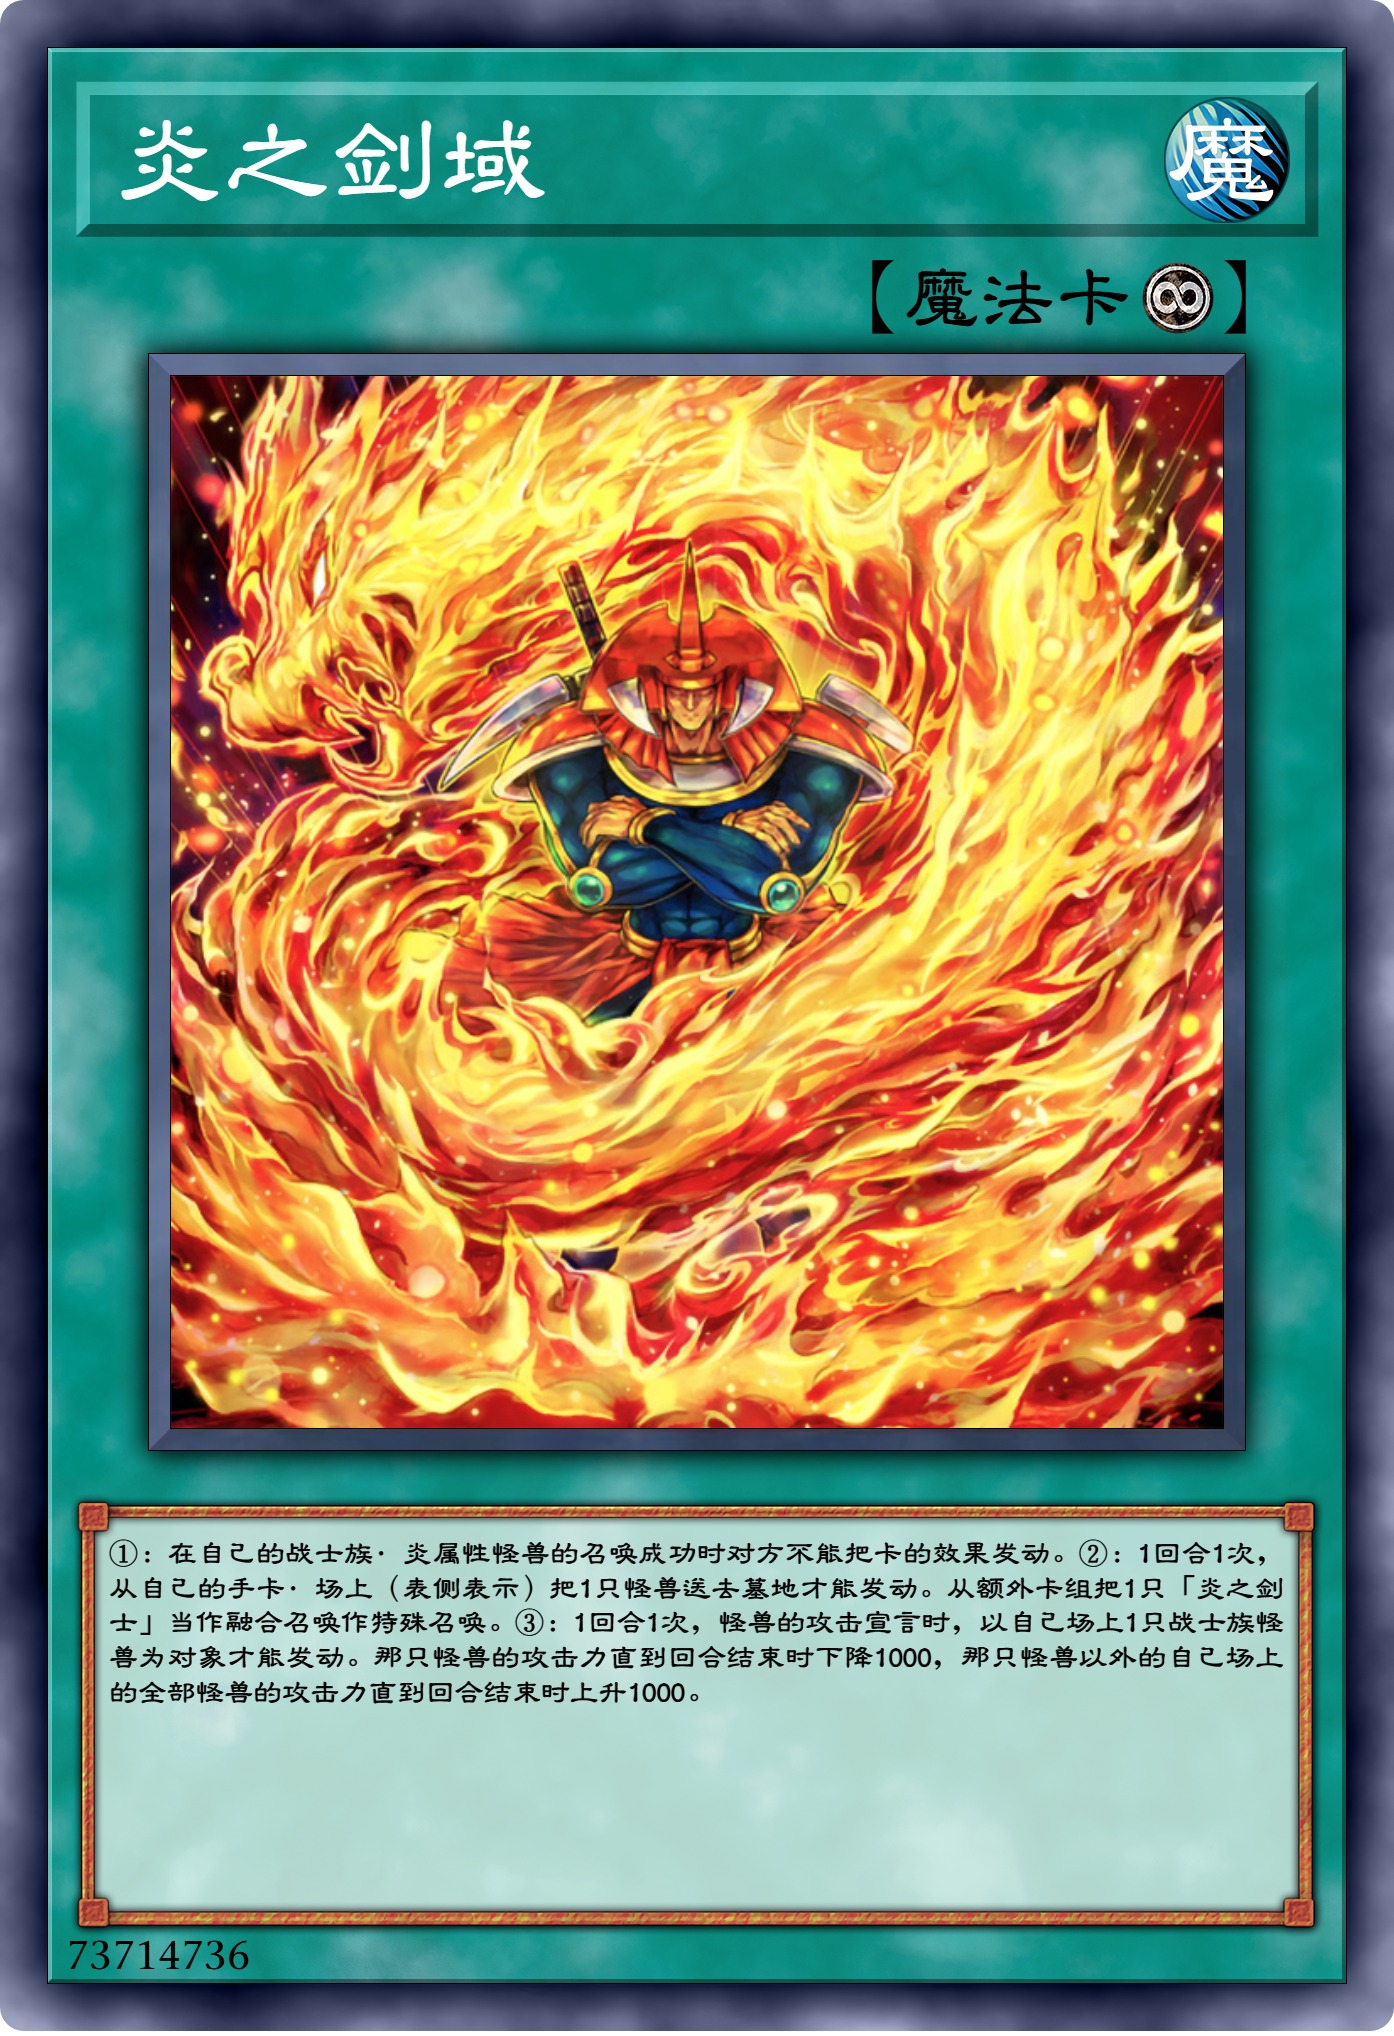 炎之剑域
魔
【魔法卡】
①：在自己的战士族·炎属性怪兽的召唤成功时对方不能把卡的效果发动。②：1回合1次，
从自己的手卡·场上（表侧表示）把1只怪兽送去墓地才能发动。从额外卡组把1只「炎之剑
士」当作融合召唤作特殊召唤。③：1回合1次，怪兽的攻击宣言时，以自己场上1只战士族怪
兽为对象才能发动。那只怪兽的攻击力直到回合结束时下降1000，那只怪兽以外的自己场上
的全部怪兽的攻击力直到回合结束时上升1000。
73714736